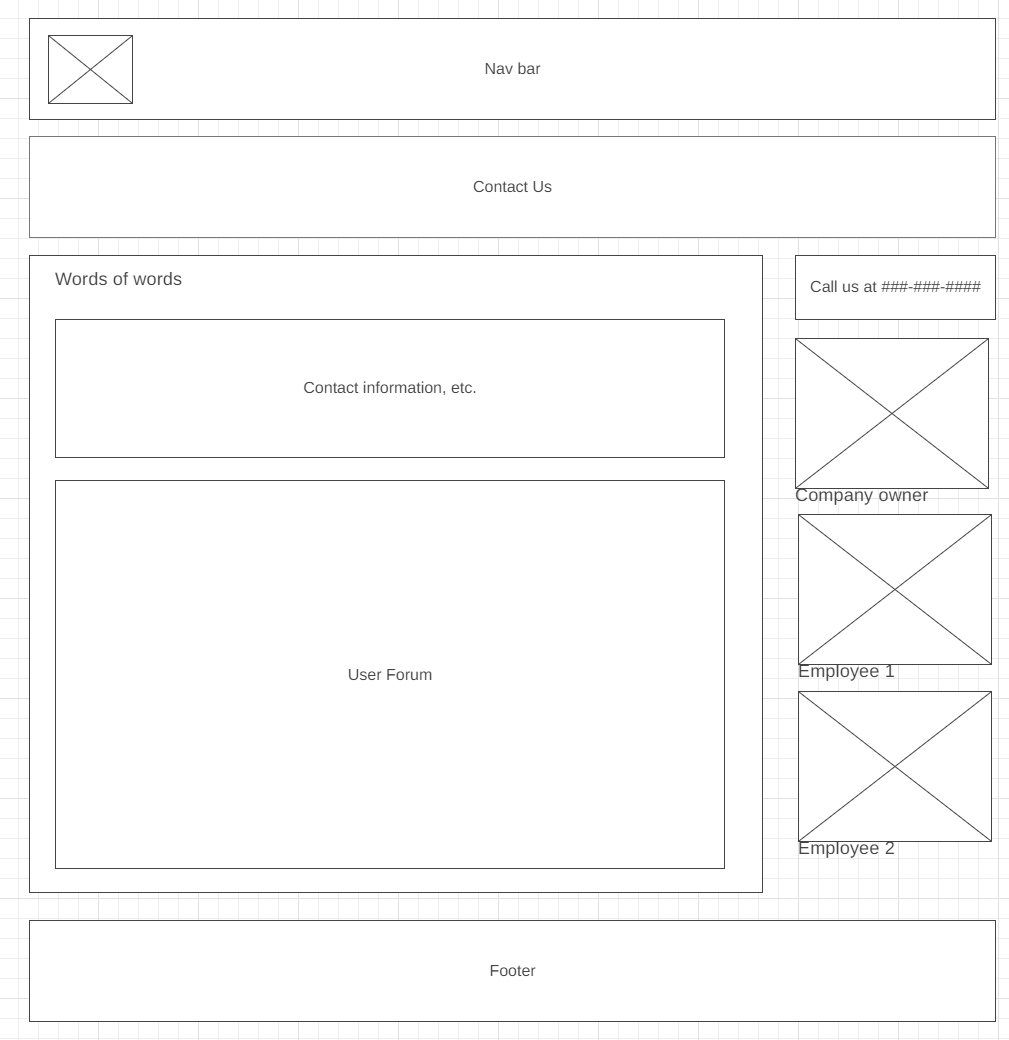 Nav bar
Contact Us
Words of words
Contact information, etc.
User Forum
Call us at ###-###-####
Company owner
Employee 1
Employee 2
Footer